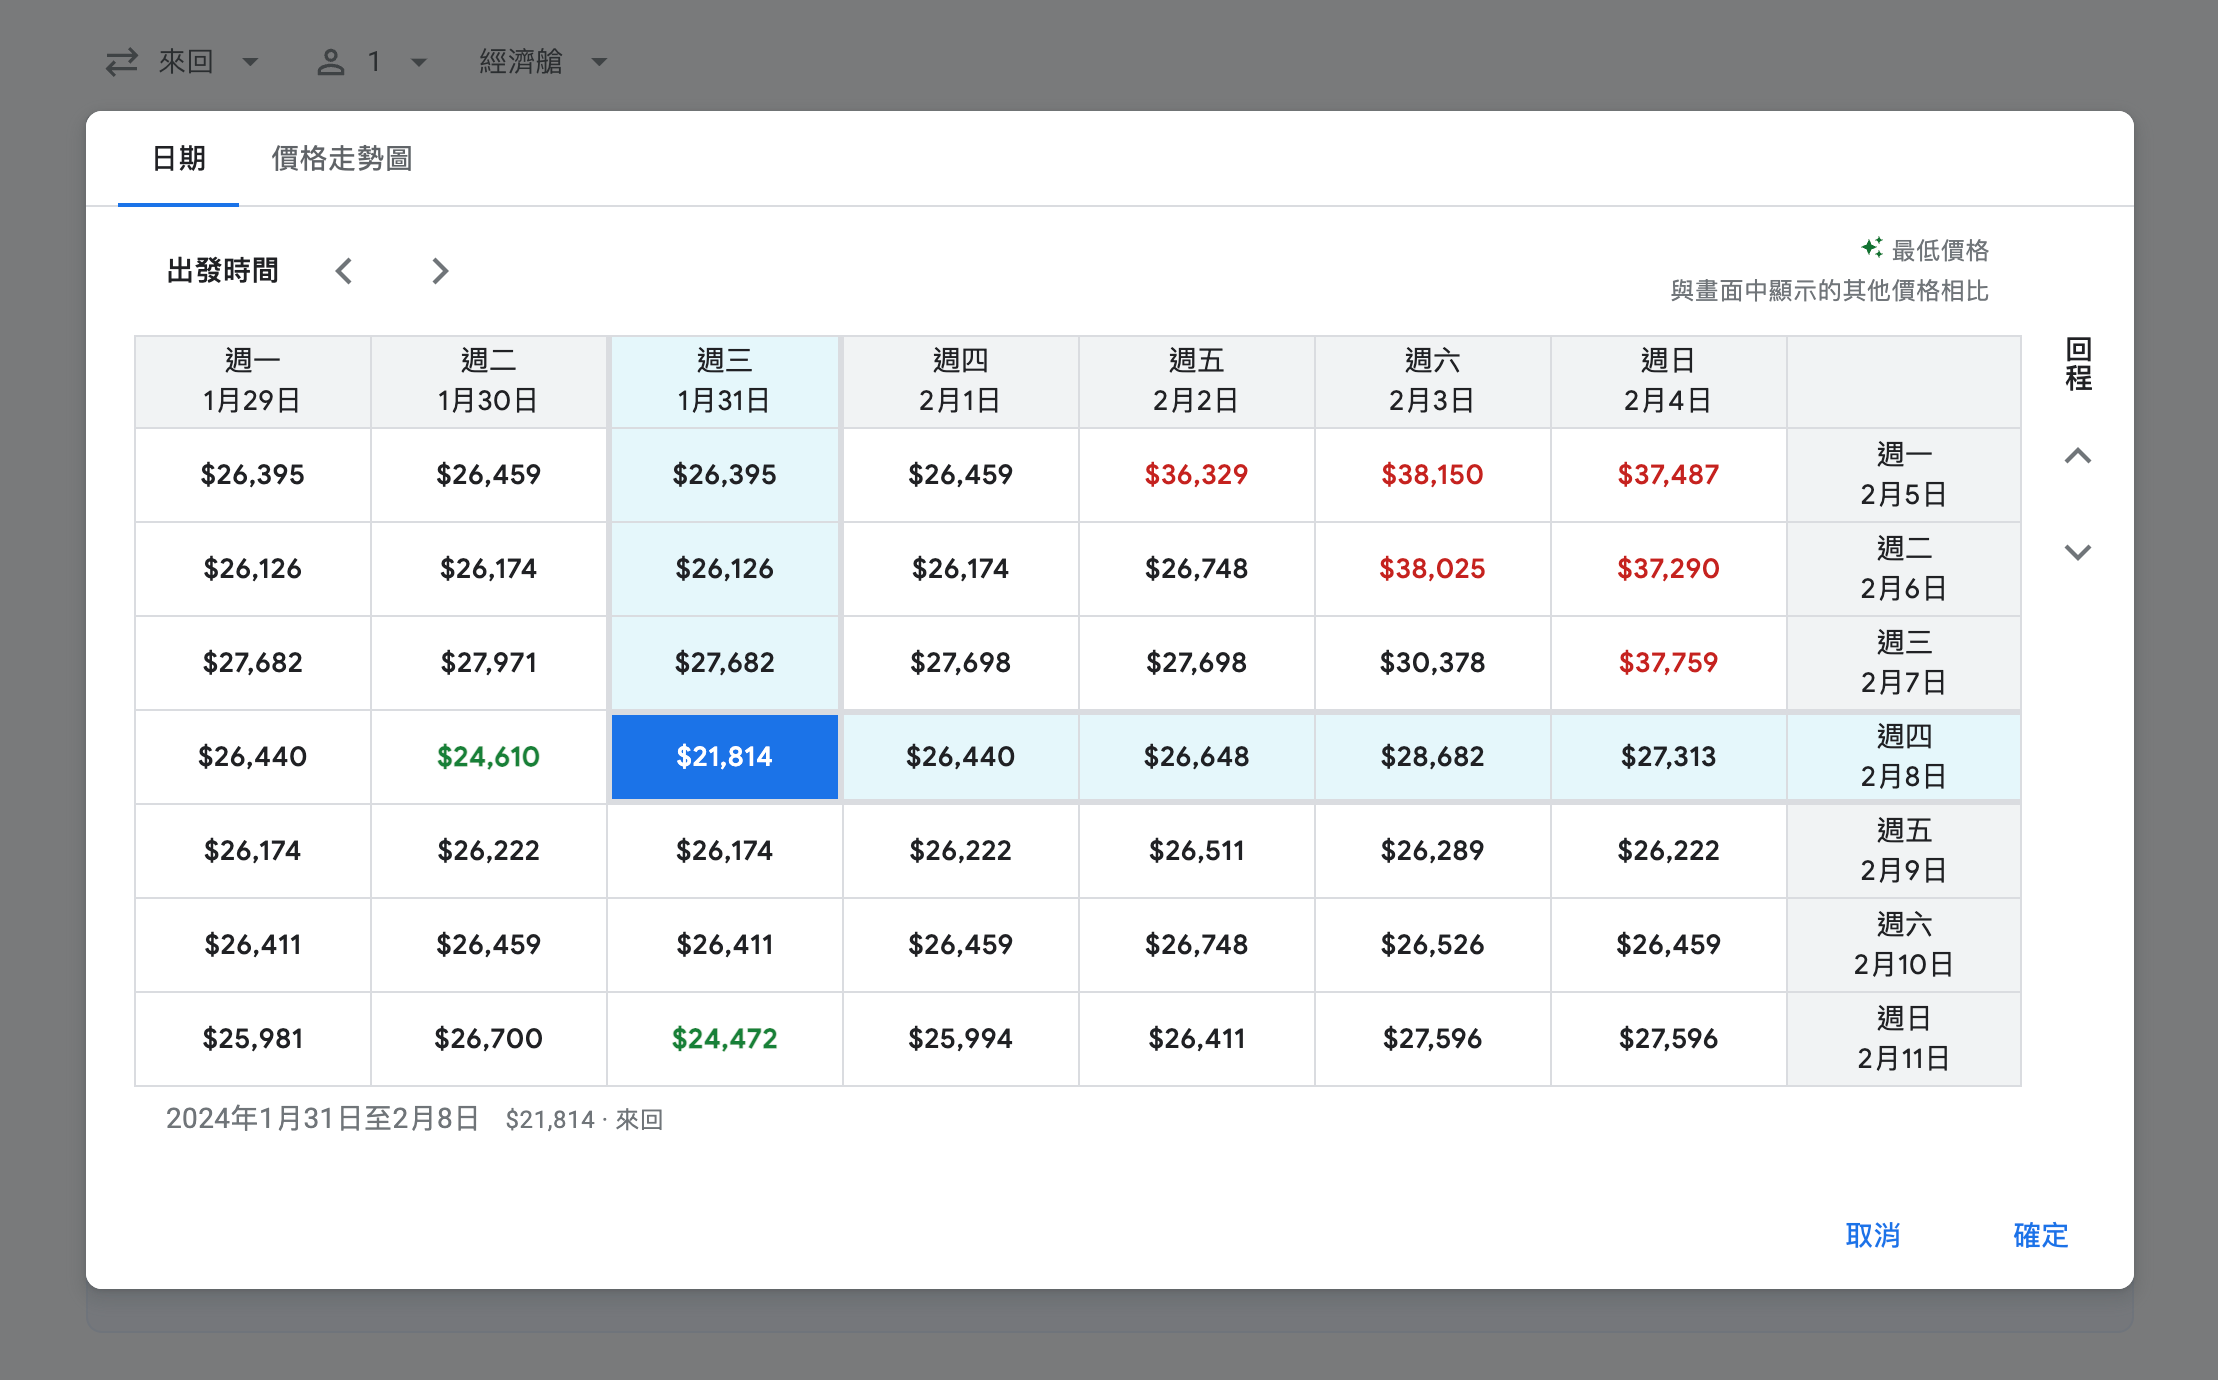 來回 1 經濟艙
日期 價格走勢圖
出發時間
最低價格
與畫面中顯示的其他價格相比
週一 週二 週三 週四 週五 週六 週日
1月29日 1月30日 1月31日 2月1日 2月2日 2月3日 2月4日
回程
$26,395 $26,459 $26,395 $26,459 $36,329 $38,150 $37,487 週一
2月5日
$26,126 $26,174 $26,126 $26,174 $26,748 $38,025 $37,290 週二
2月6日
$27,682 $27,971 $27,682 $27,698 $27,698 $30,378 $37,759 週三
2月7日
$26,440 $24,610 $21,814 $26,440 $26,648 $28,682 $27,313 週四
2月8日
$26,174 $26,222 $26,174 $26,222 $26,511 $26,289 $26,222 週五
2月9日
$26,411 $26,459 $26,411 $26,459 $26,748 $26,526 $26,459 週六
2月10日
$25,981 $26,700 $24,472 $25,994 $26,411 $27,596 $27,596 週日
2月11日
2024年1月31日至2月8日 $21,814 · 來回
取消 確定